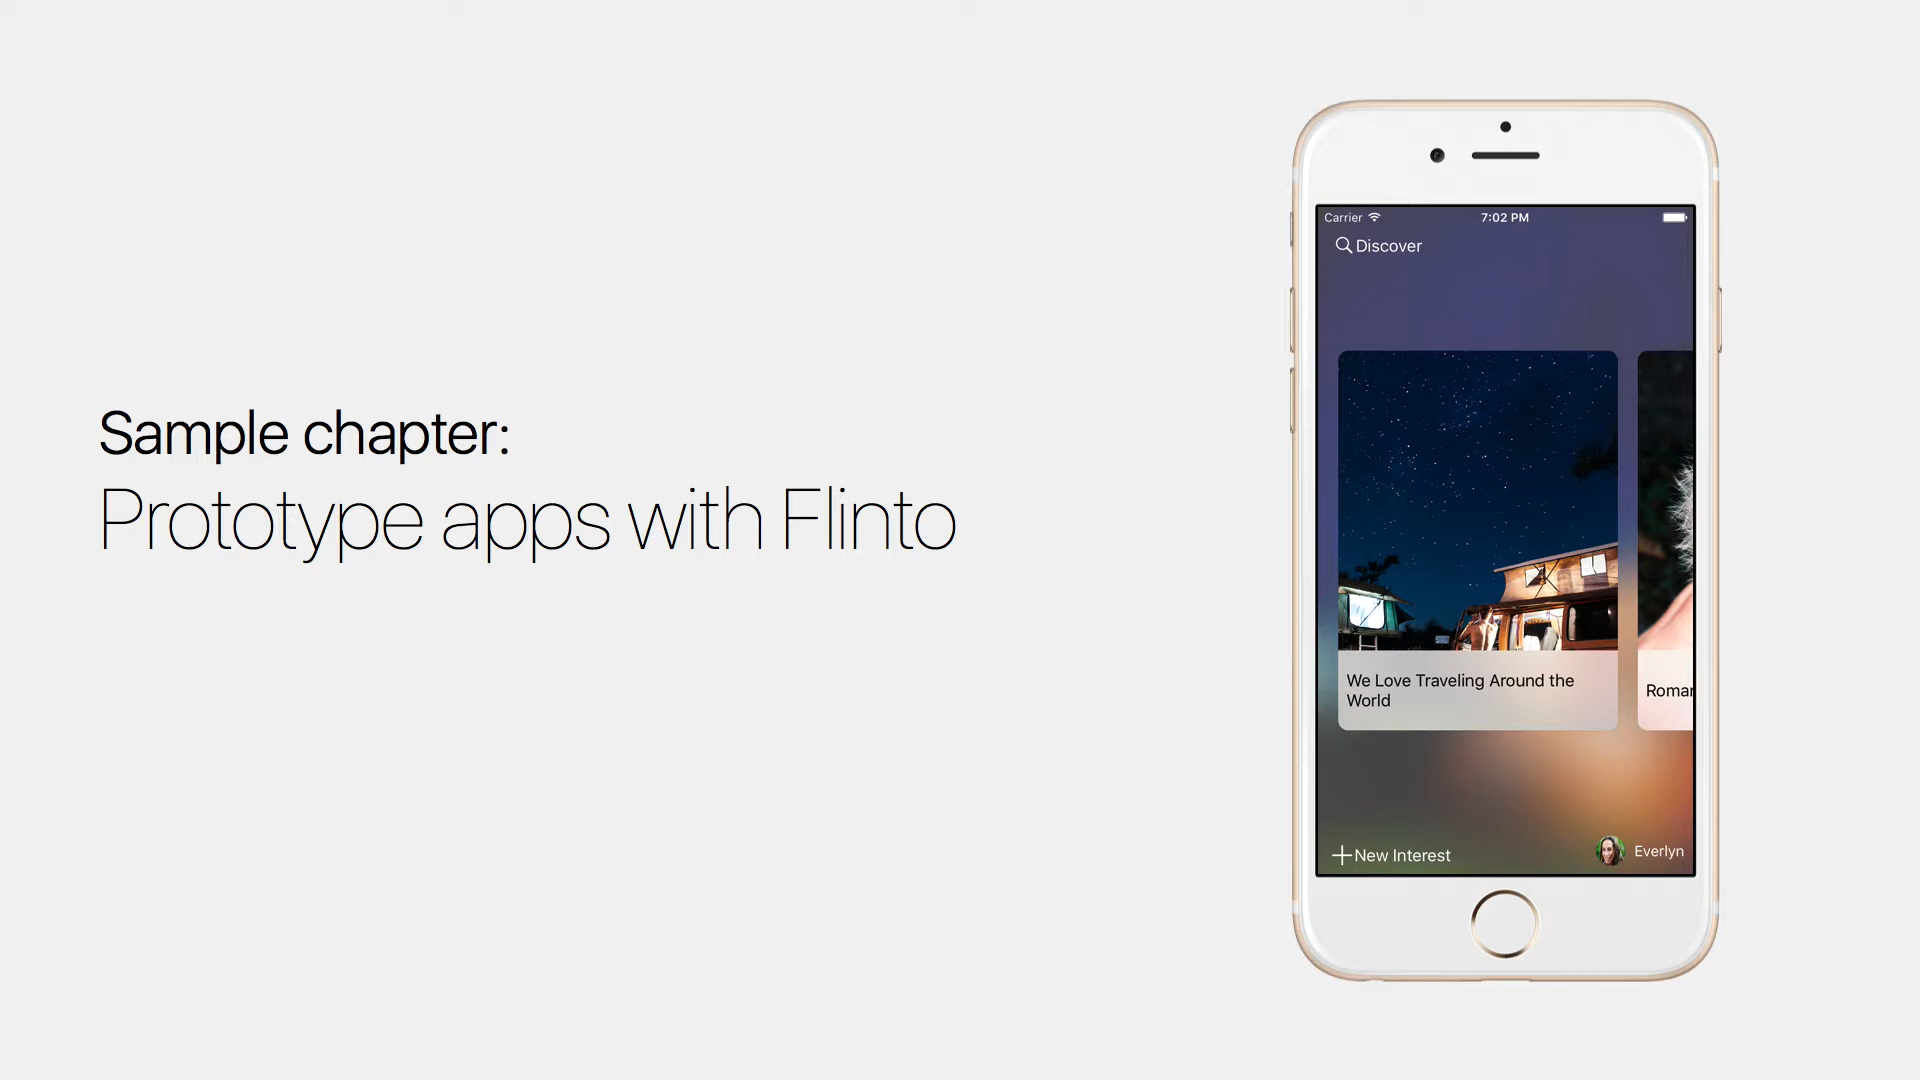 Sample chapter:
Prototype apps with Flinto
Carrier
7:02 PM
Discover
We Love Traveling Around the
World
Roman
New Interest
Everlyn